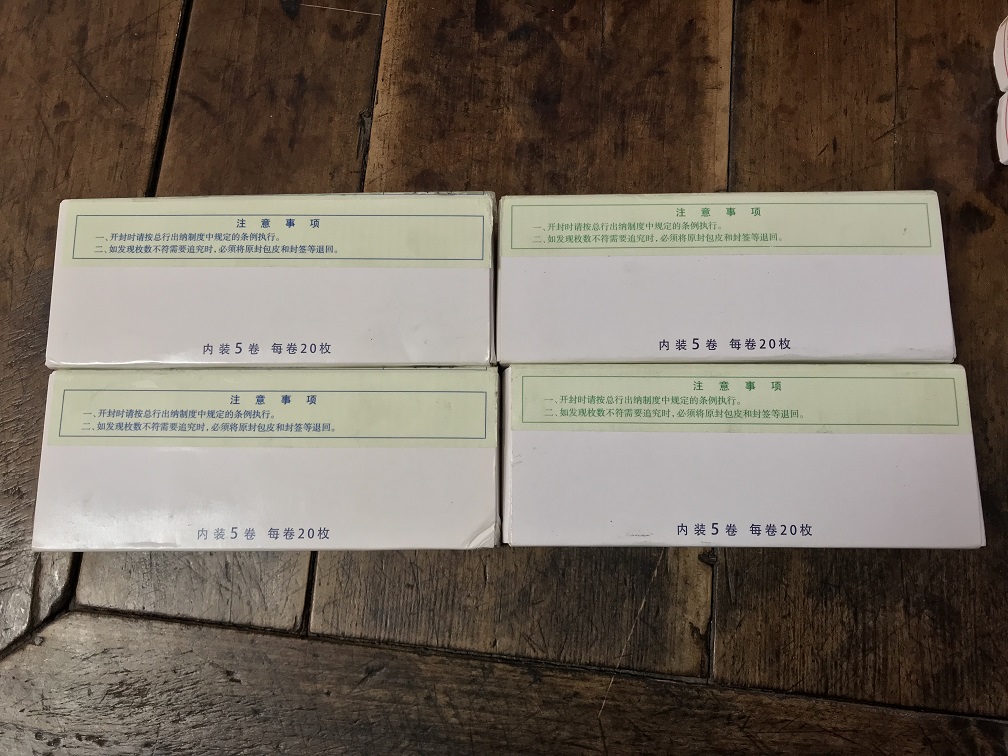 注意事项
一、开封时请按总行出纳制度中规定的条例执行。
二、如发现枚数不符需要追究时，必须将原封包皮和封签等退回。
内装5卷 每卷20枚
注意事项
一、开封时请按总行出纳制度中规定的条例执行。
二、如发现枚数不符需要追究时，必须将原封包皮和封签等退回。
内装5卷 每卷20枚
注意事项
一、开封时请按总行出纳制度中规定的条例执行。
二、如发现枚数不符需要追究时，必须将原封包皮和封签等退回。
内装5卷 每卷20枚
注意事项
一、开封时请按总行出纳制度中规定的条例执行。
二、如发现枚数不符需要追究时，必须将原封包皮和封签等退回。
内装5卷 每卷20枚